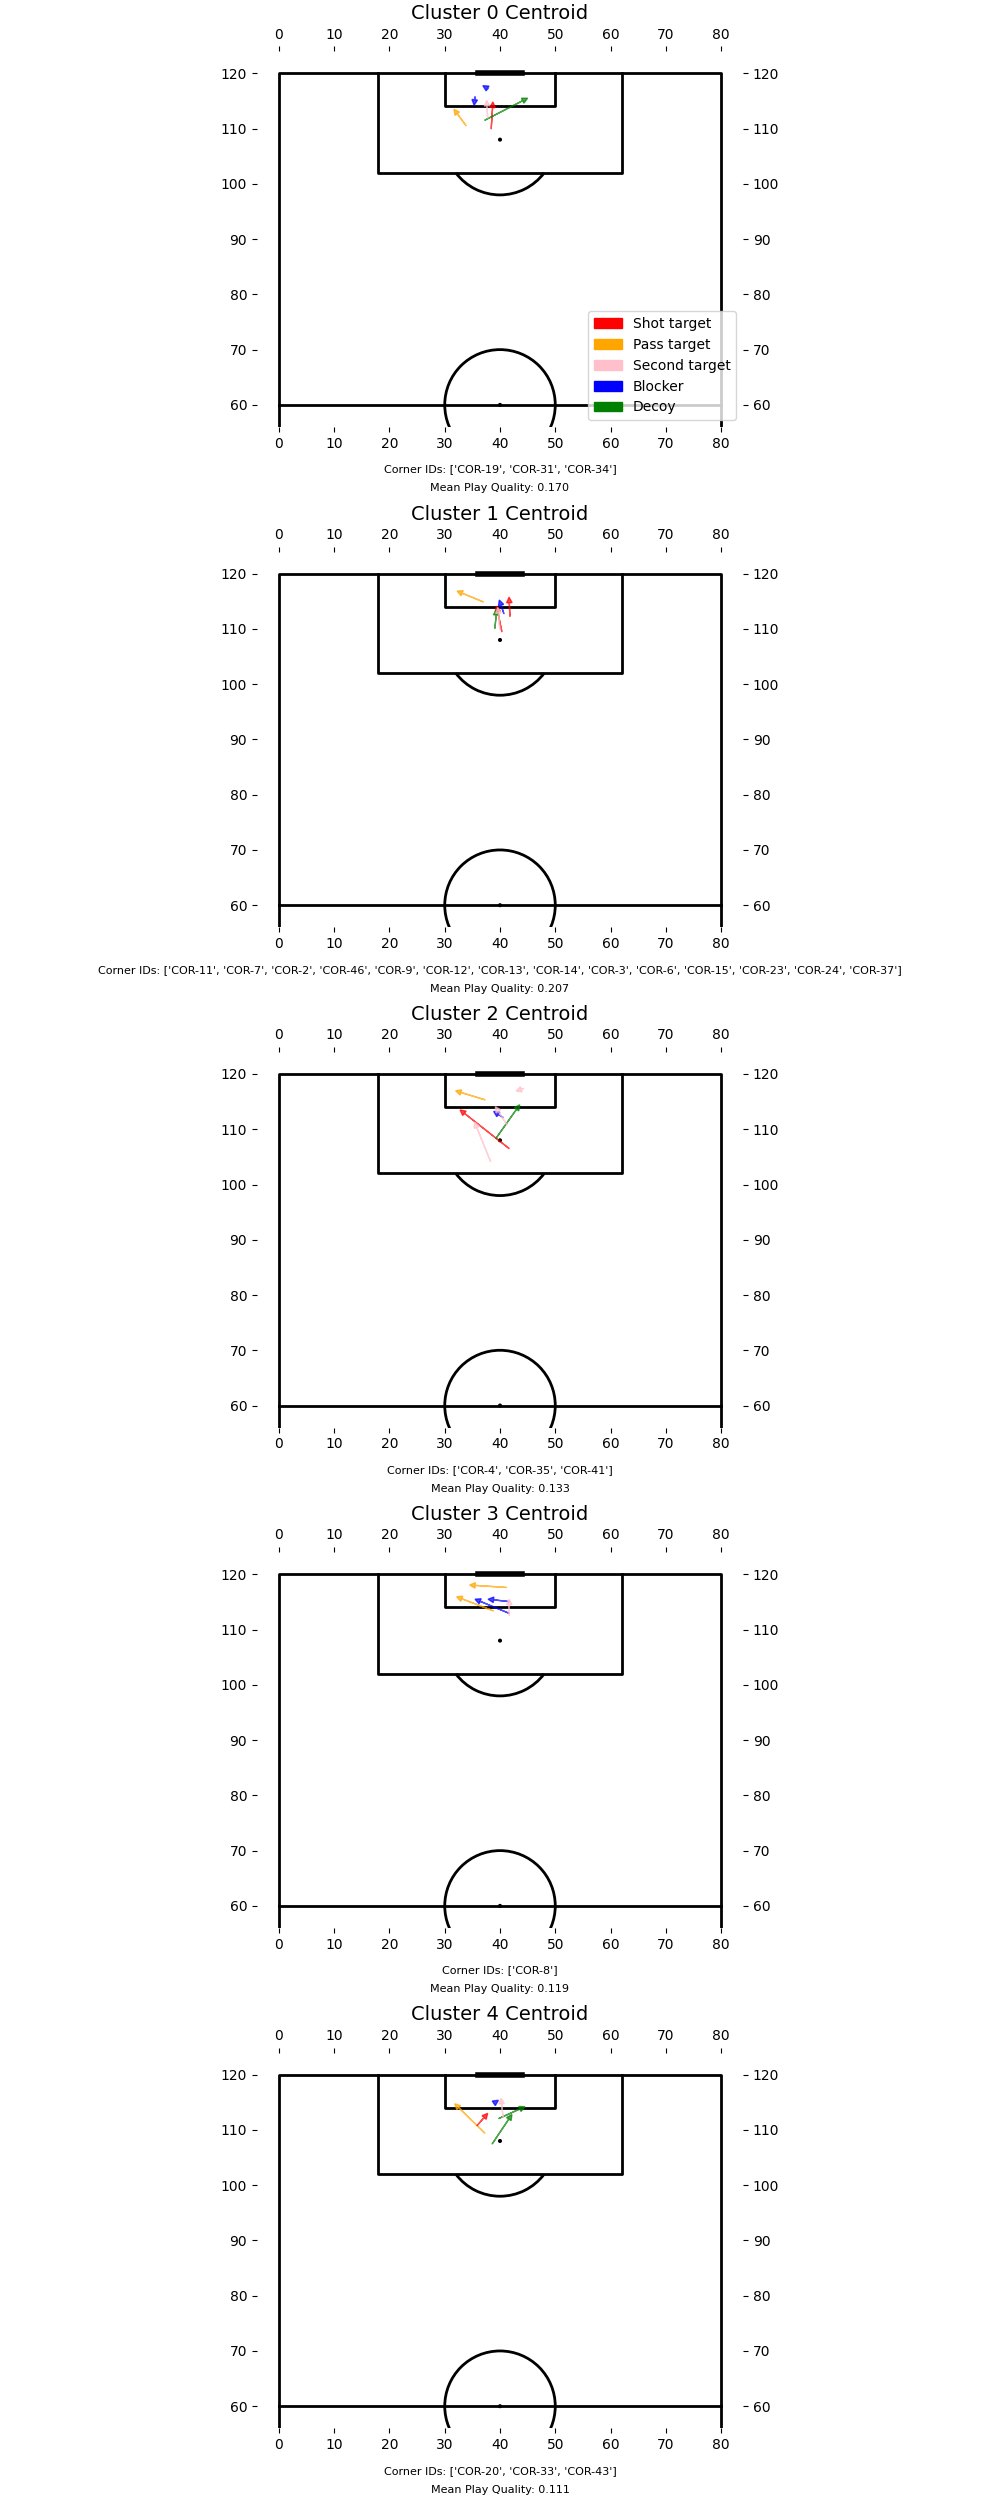 Cluster 0 Centroid
0 10 20 30 40 50 60 70 80
120 120
110 110
100 100
90 90
80 80
Shot target
70 Pass target 70
Second target
Blocker
60 Decoy 60
0 10 20 30 40 50 60 70 80
Corner IDs: ['COR-19', 'COR-31', 'COR-34']
Mean Play Quality: 0.170
Cluster 1 Centroid
0 10 20 30 40 50 60 70 80
120 120
110 110
100 100
90 90
80 80
70 70
60 60
0 10 20 30 40 50 60 70 80
Corner IDs: ['COR-11', 'COR-7', 'COR-2', 'COR-46', 'COR-9', 'COR-12', 'COR-13', 'COR-14', 'COR-3', 'COR-6', 'COR-15', 'COR-23', 'COR-24', 'COR-37']
Mean Play Quality: 0.207
Cluster 2 Centroid
0 10 20 30 40 50 60 70 80
120 120
110 110
100 100
90 90
80 80
70 70
60 60
0 10 20 30 40 50 60 70 80
Corner IDs: ['COR-4', 'COR-35', 'COR-41']
Mean Play Quality: 0.133
Cluster 3 Centroid
0 10 20 30 40 50 60 70 80
120 120
110 110
100 100
90 90
80 80
70 70
60 60
0 10 20 30 40 50 60 70 80
Corner IDs: ['COR-8']
Mean Play Quality: 0.119
Cluster 4 Centroid
0 10 20 30 40 50 60 70 80
120 120
110 110
100 100
90 90
80 80
70 70
60 60
0 10 20 30 40 50 60 70 80
Corner IDs: ['COR-20', 'COR-33', 'COR-43']
Mean Play Quality: 0.111